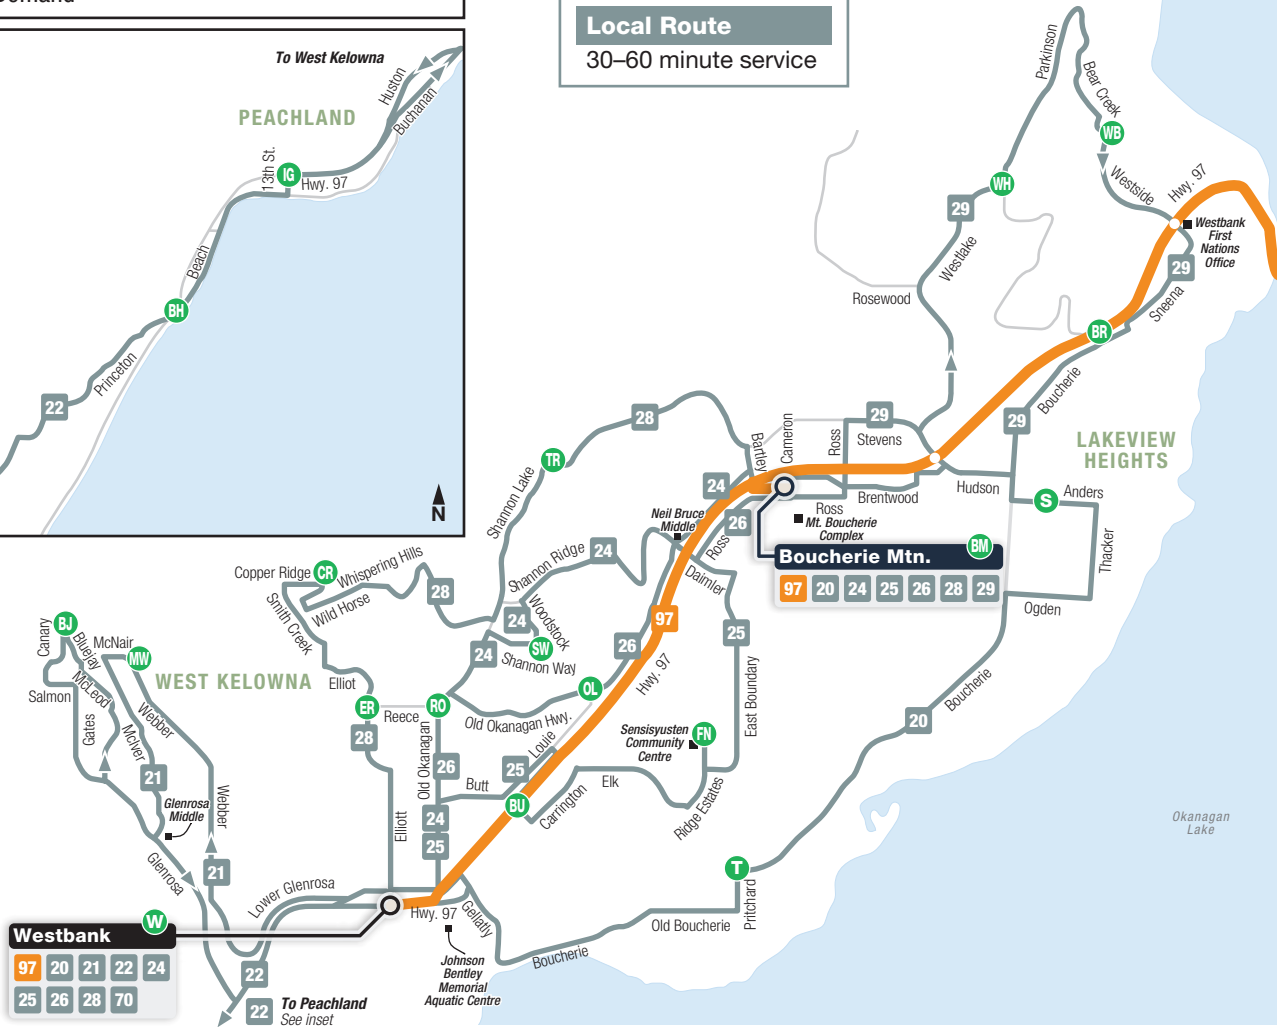 Local Route
30–60 minute service
To West Kelowna
PEACHLAND
Huston
Buchanan
13th St.
IG
Hwy. 97
Beach
BH
Princeton
22
N
Parkinson
Bear Creek
WB
WH
29
Westside
Hwy. 97
Westbank
First
Nations
Office
29
Sneena
Westlake
Rosewood
BR
Boucherie
29
LAKEVIEW
HEIGHTS
28
TR
Shannon Lake
Bartley
Cameron
Ross
29
Stevens
24
26
Ross
Brentwood
Hudson
S
Anders
Thacker
Ogden
Neil Bruce
Middle
Ross
Mt. Boucherie
Complex
Boucherie Mtn.
BM
97 20 24 25 26 28 29
Shannon Ridge
24
Daimler
Copper Ridge
CR
Whispering Hills
Wild Horse
Smith Creek
28
24
Woodstock
SW
24
Shannon Way
97
26
25
Hwy. 97
East Boundary
BJ
Canary
Bluejay
McNair
MW
WEST KELOWNA
Salmon
McLeod
Gates
McIver
Webber
21
Elliot
ER
Reece
RO
28
Old Okanagan
Old Okanagan Hwy.
OL
Sensisyusten
Community
Centre
FN
Louie
25
26
Butt
BU
Carrington
Elk
Ridge Estates
Boucherie
20
Glenrosa
Middle
Webber
Elliott
24
25
Okanagan
Lake
Glenrosa
21
Lower Glenrosa
T
Pritchard
Old Boucherie
Hwy. 97
Gellatly
Boucherie
Johnson
Bentley
Memorial
Aquatic Centre
W
Westbank
97 20 21 22 24
25 26 28 70
22
22
To Peachland
See inset